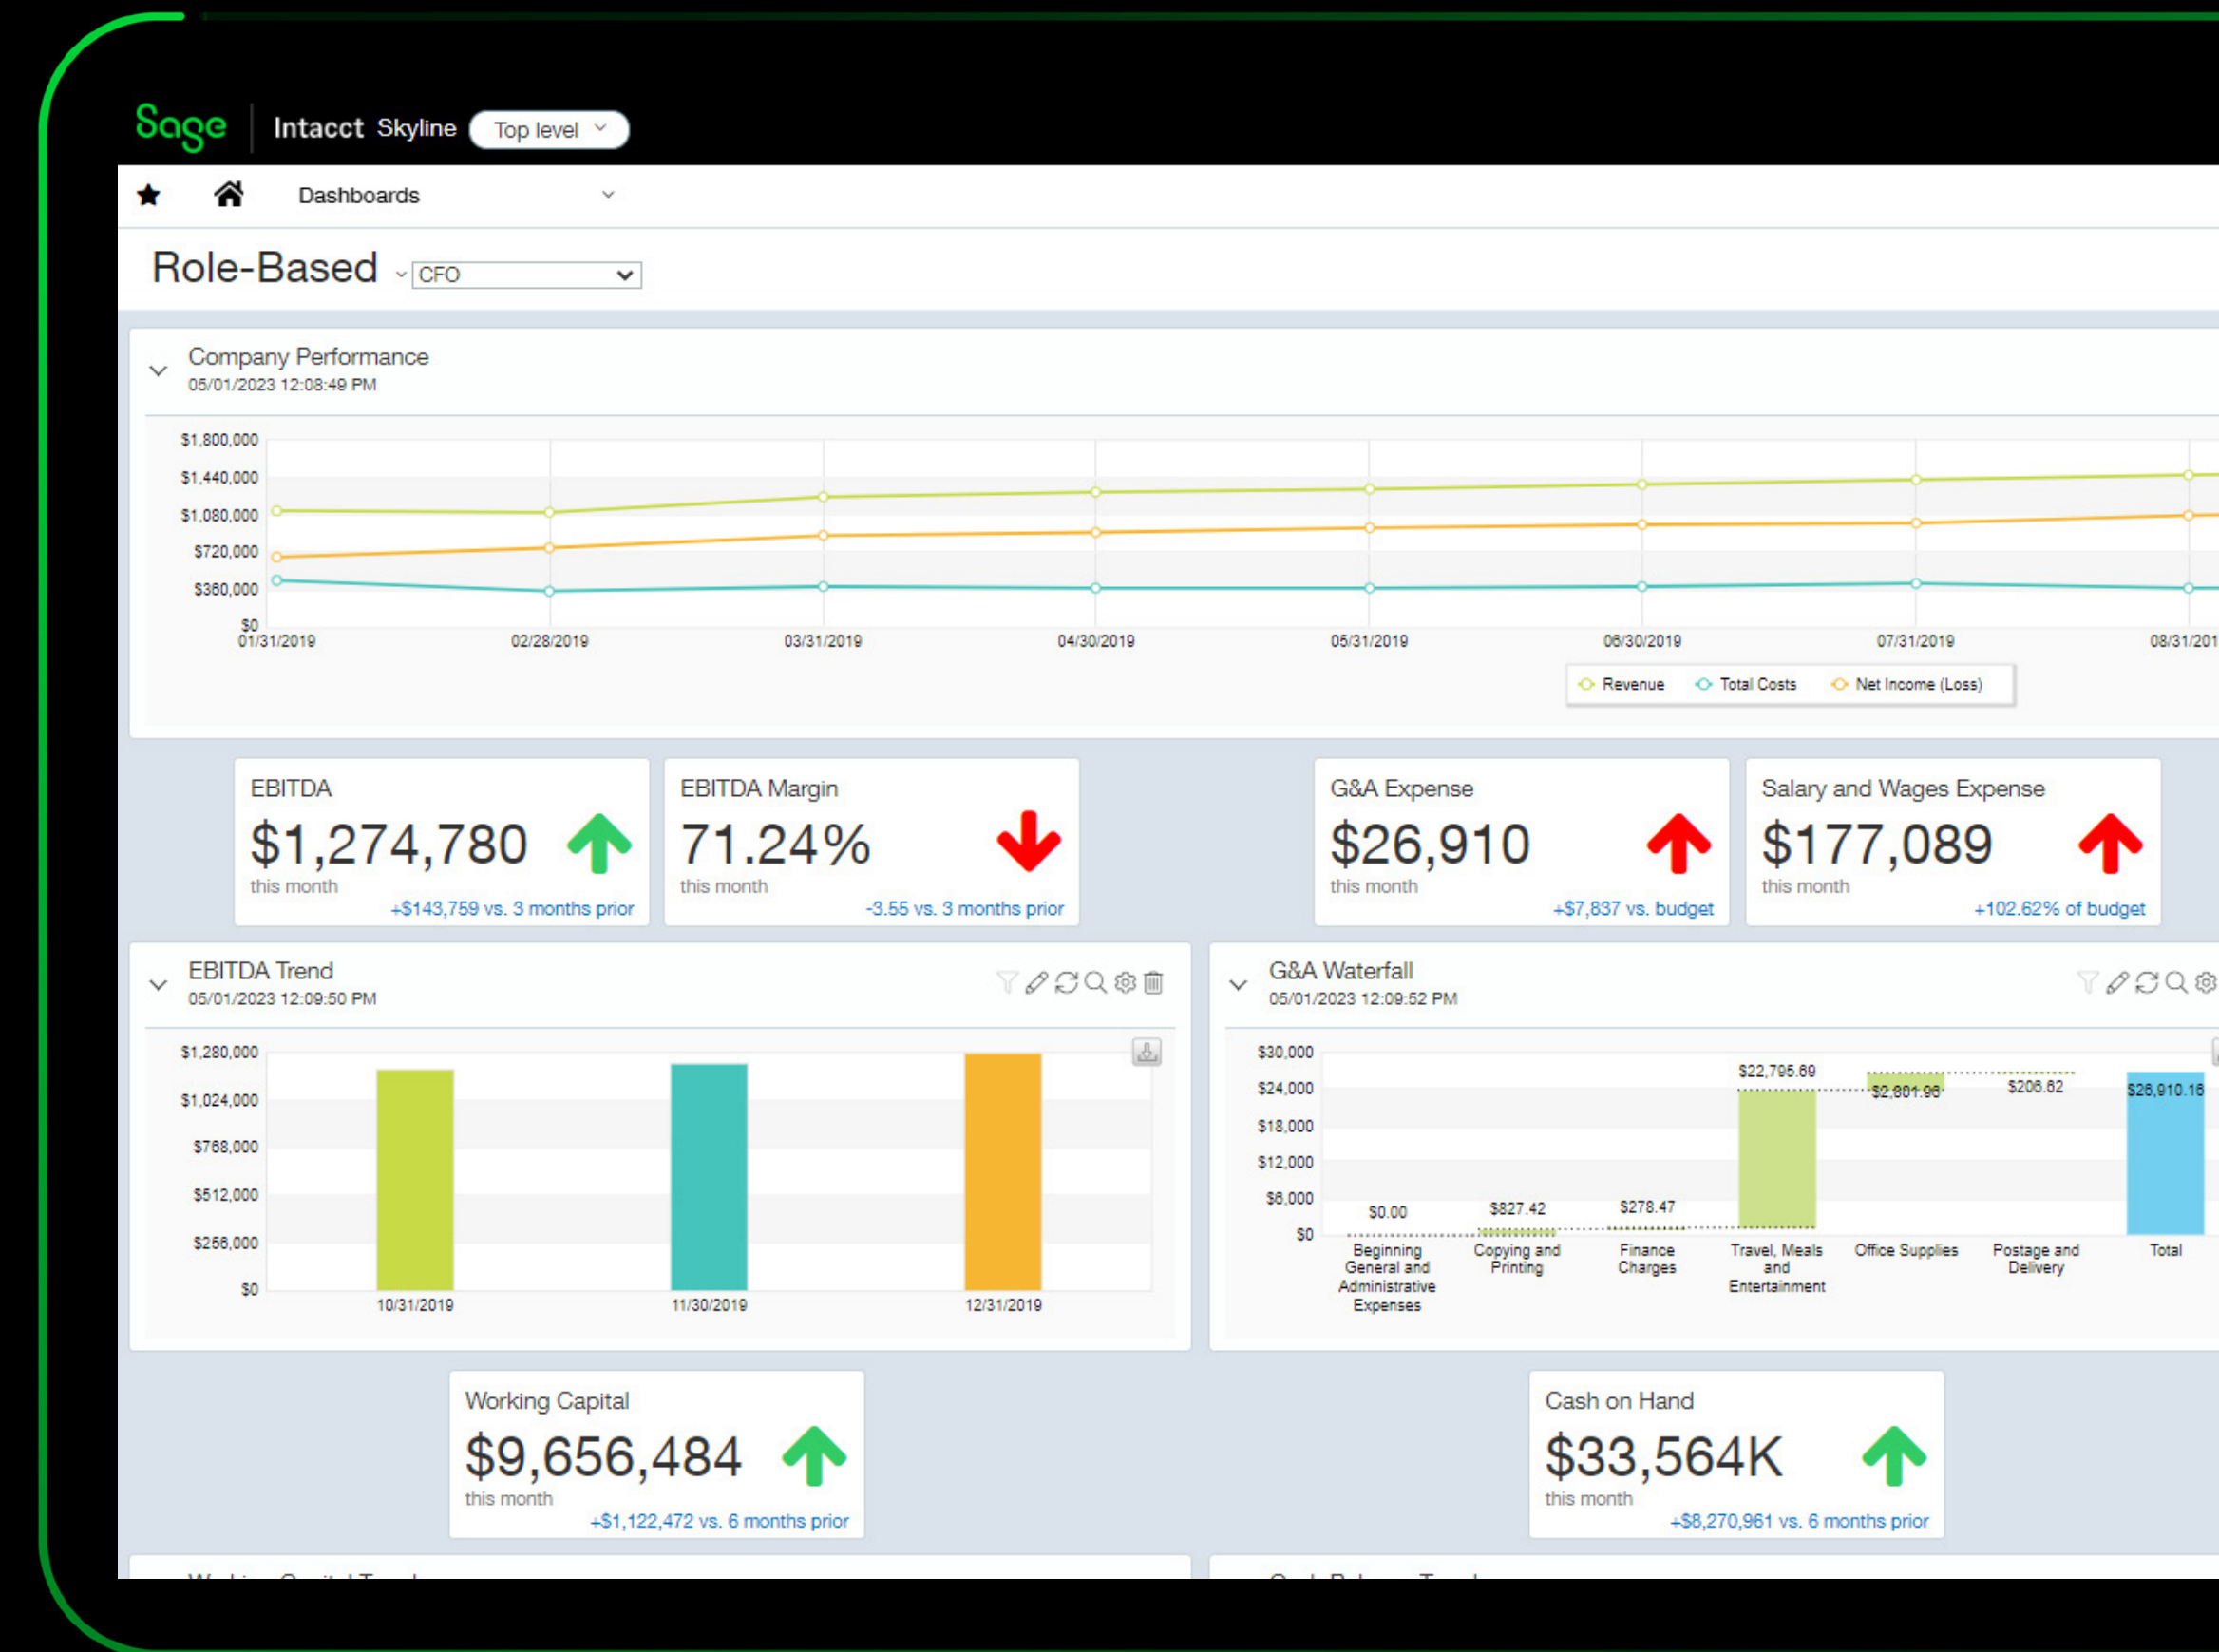 Sage Intacct Skyline Top level
Dashboards
Role-Based CFO
Company Performance
05/01/2023 12:08:49 PM
$1,800,000
$1,440,000
$1,080,000
$720,000
$360,000
$0
01/31/2019 02/28/2019 03/31/2019 04/30/2019 05/31/2019 06/30/2019 07/31/2019 08/31/201
Revenue Total Costs Net Income (Loss)
EBITDA
$1,274,780
this month
+$143,759 vs. 3 months prior
EBITDA Margin
71.24%
this month
-3.55 vs. 3 months prior
G&A Expense
$26,910
this month
+$7,837 vs. budget
Salary and Wages Expense
$177,089
this month
+102.62% of budget
EBITDA Trend
05/01/2023 12:09:50 PM
$1,280,000
$1,024,000
$768,000
$512,000
$256,000
$0
10/31/2019 11/30/2019 12/31/2019
G&A Waterfall
05/01/2023 12:09:52 PM
$30,000
$24,000
$18,000
$12,000
$6,000
$0
$0.00 $827.42 $278.47 $22,795.69 $2,801.96 $206.62 $26,910.16
Beginning
General and
Administrative
Expenses
Copying and
Printing
Finance
Charges
Travel, Meals
and
Entertainment
Office Supplies
Postage and
Delivery
Total
Working Capital
$9,656,484
this month
+$1,122,472 vs. 6 months prior
Cash on Hand
$33,564K
this month
+$8,270,961 vs. 6 months prior